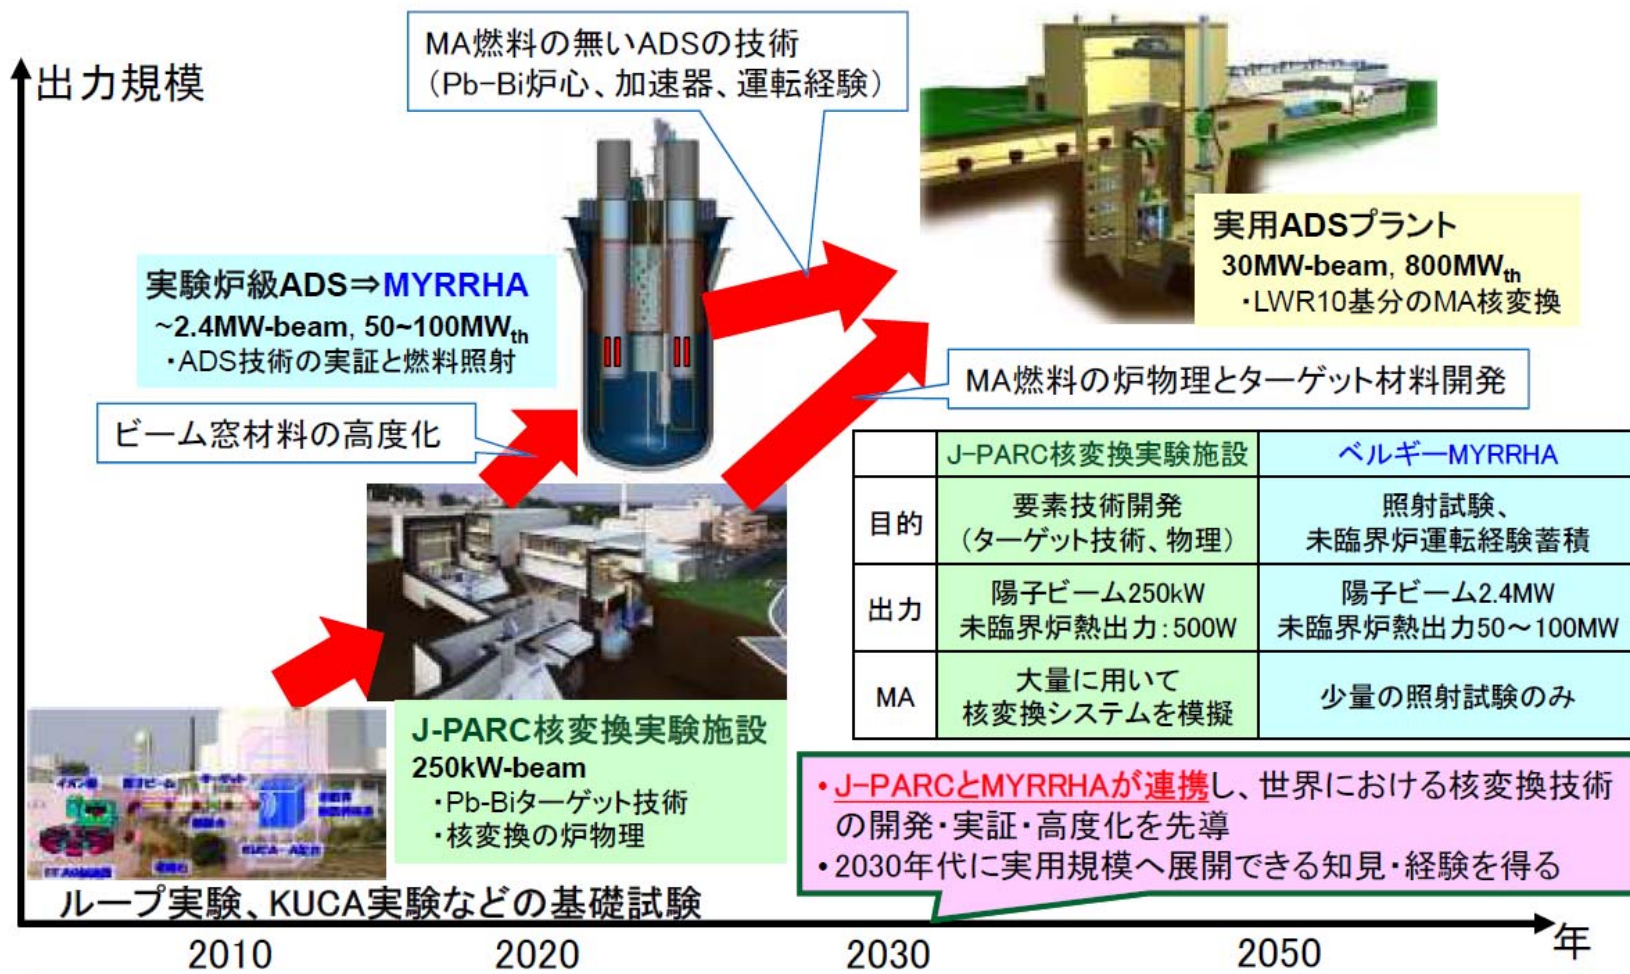 出力規模
MA燃料の無いADSの技術
（Pb-Bi炉心、加速器、運転経験）
実用ADSプラント
30MW-beam, 800MWth
・LWR10基分のMA核変換
実験炉級ADS⇒MYRRHA
~2.4MW-beam, 50~100MWth
・ADS技術の実証と燃料照射
ビーム窓材料の高度化
MA燃料の炉物理とターゲット材料開発
J-PARC核変換実験施設 ベルギーMYRRHA
目的 要素技術開発 照射試験、
（ターゲット技術、物理） 未臨界炉運転経験蓄積
出力 陽子ビーム250kW 陽子ビーム2.4MW
未臨界炉熱出力:500W 未臨界炉熱出力50～100MW
MA 大量に用いて 少量の照射試験のみ
核変換システムを模擬
J-PARC核変換実験施設
250kW-beam
・Pb-Biターゲット技術
・核変換の炉物理
•J-PARCとMYRRHAが連携し、世界における核変換技術
の開発・実証・高度化を先導
•2030年代に実用規模へ展開できる知見・経験を得る
ターゲット
ループ実験、KUCA実験などの基礎試験
2010 2020 2030 2050 年